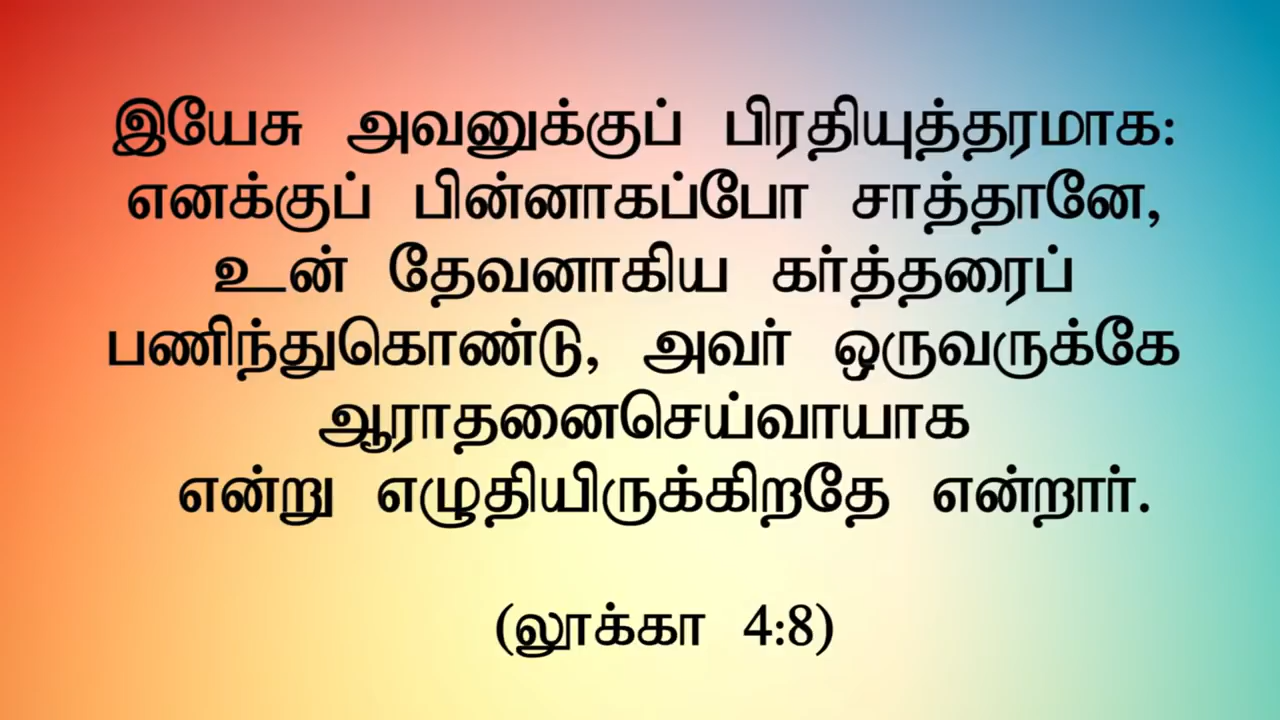 இயேசு அவனுக்குப் பிரதியுத்தரமாக:
எனக்குப் பின்னாகப்போ சாத்தானே,
உன் தேவனாகிய கர்த்தரைப்
பணிந்துகொண்டு, அவர் ஒருவருக்கே
ஆராதனைசெய்வாயாக
என்று எழுதியிருக்கிறதே என்றார்.
(லூக்கா 4:8)